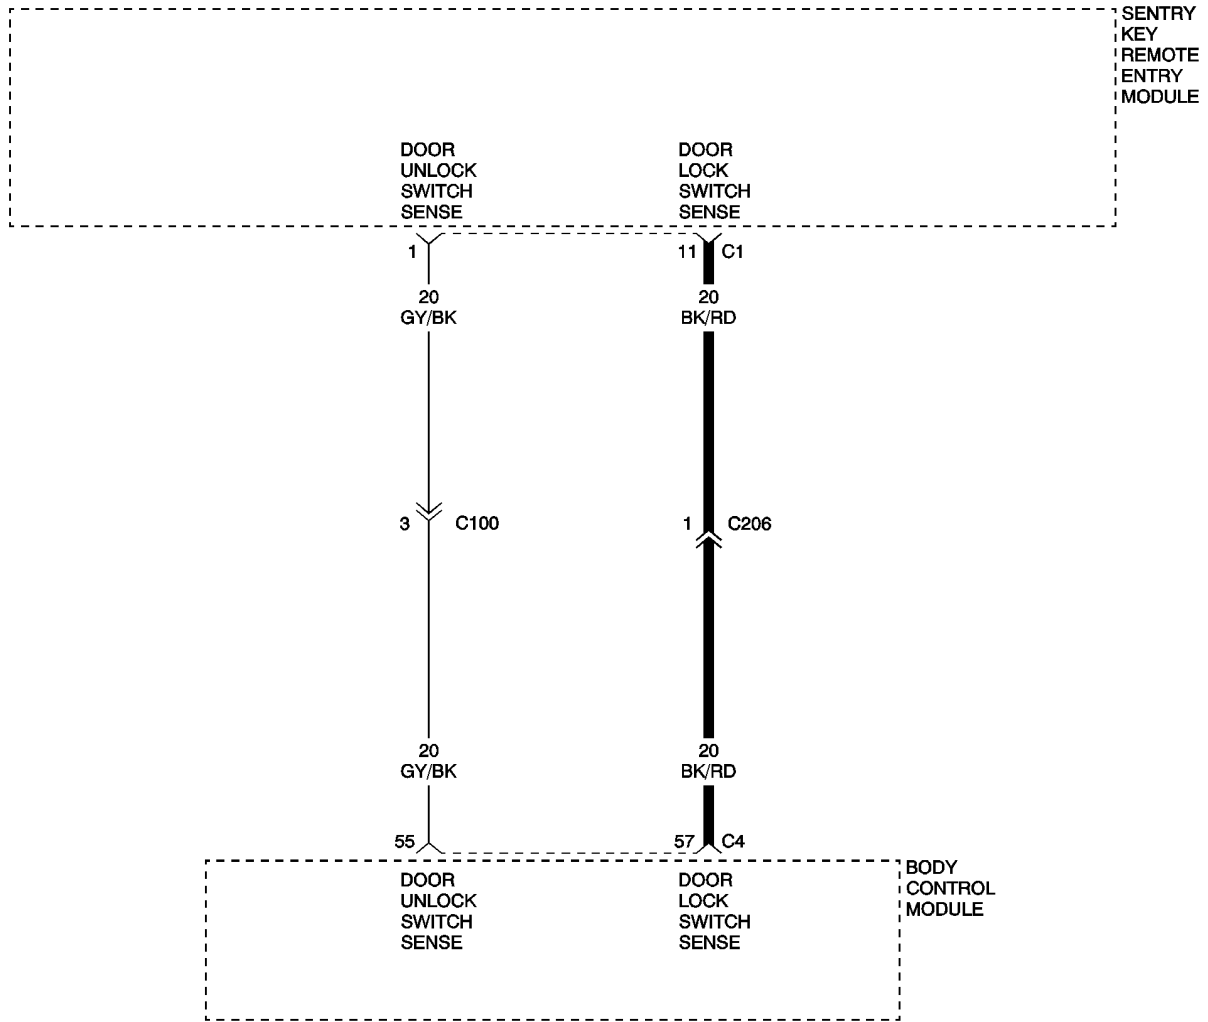 SENTRY
KEY
REMOTE
ENTRY
MODULE
DOOR
UNLOCK
SWITCH
SENSE
DOOR
LOCK
SWITCH
SENSE
1
11 C1
20
GY/BK
20
BK/RD
3 C100
1 C206
20
GY/BK
20
BK/RD
55
57 C4
BODY
CONTROL
MODULE
DOOR
UNLOCK
SWITCH
SENSE
DOOR
LOCK
SWITCH
SENSE